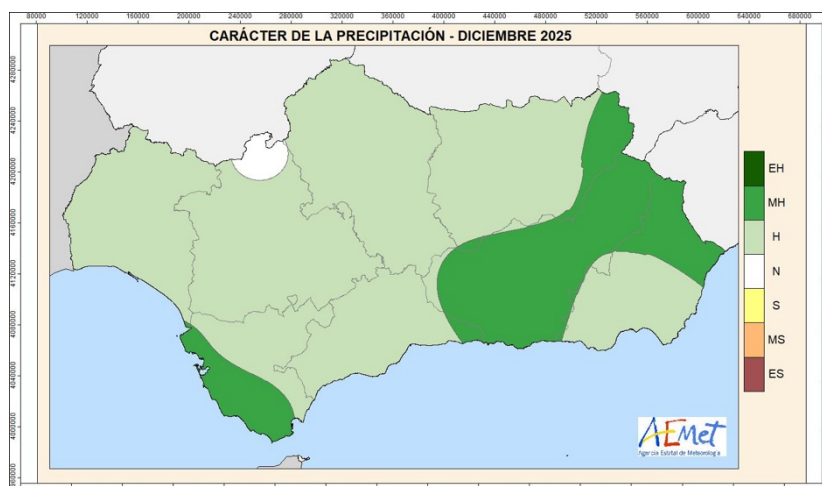 80000 120000 160000 200000 240000 280000 320000 360000 400000 440000 480000 520000 560000 600000 640000 680000
CARÁCTER DE LA PRECIPITACIÓN - DICIEMBRE 2025
4280000
4240000
4200000
4160000
4120000
4080000
4040000
4000000
EH
MH
H
N
S
MS
ES
AEMet
Agencia Estatal de Meteorología